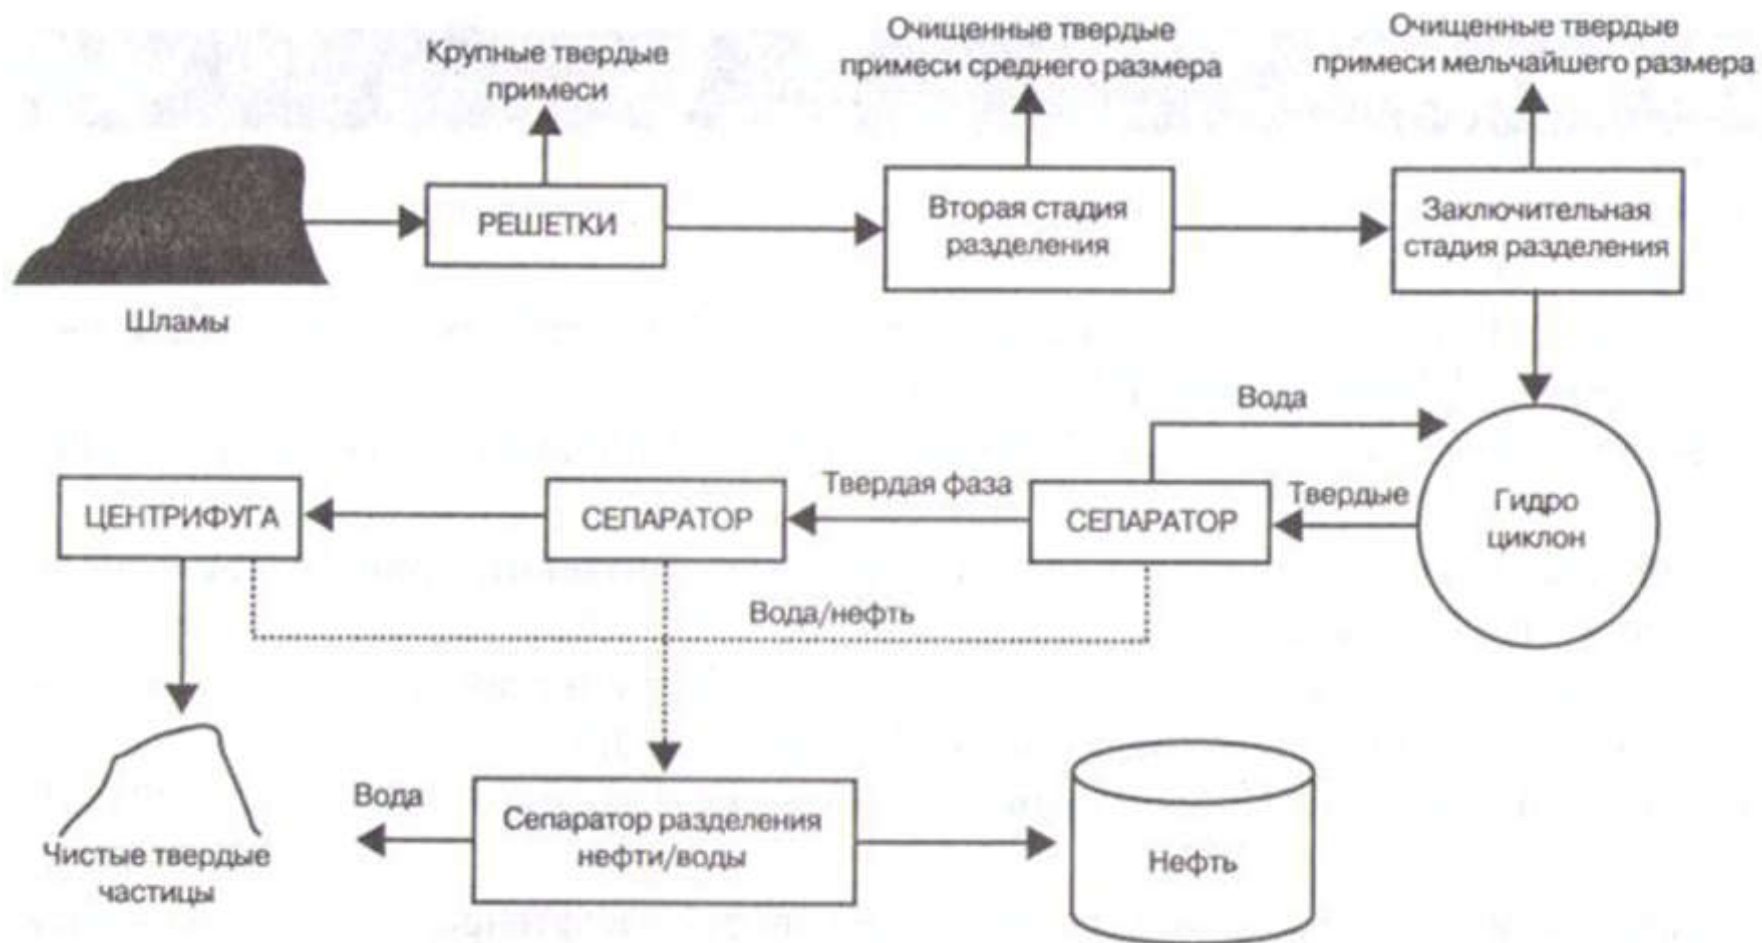 Крупные твердые
примеси
Очищенные твердые
примеси среднего размера
Очищенные твердые
примеси мельчайшего размера
Шламы
РЕШЕТКИ
Вторая стадия
разделения
Заключительная
стадия разделения
Вода
ЦЕНТРИФУГА
СЕПАРАТОР
Твердая фаза
СЕПАРАТОР
Твердые
Гидро
циклон
Вода/нефть
Чистые твердые
частицы
Вода
Сепаратор разделения
нефти/воды
Нефть